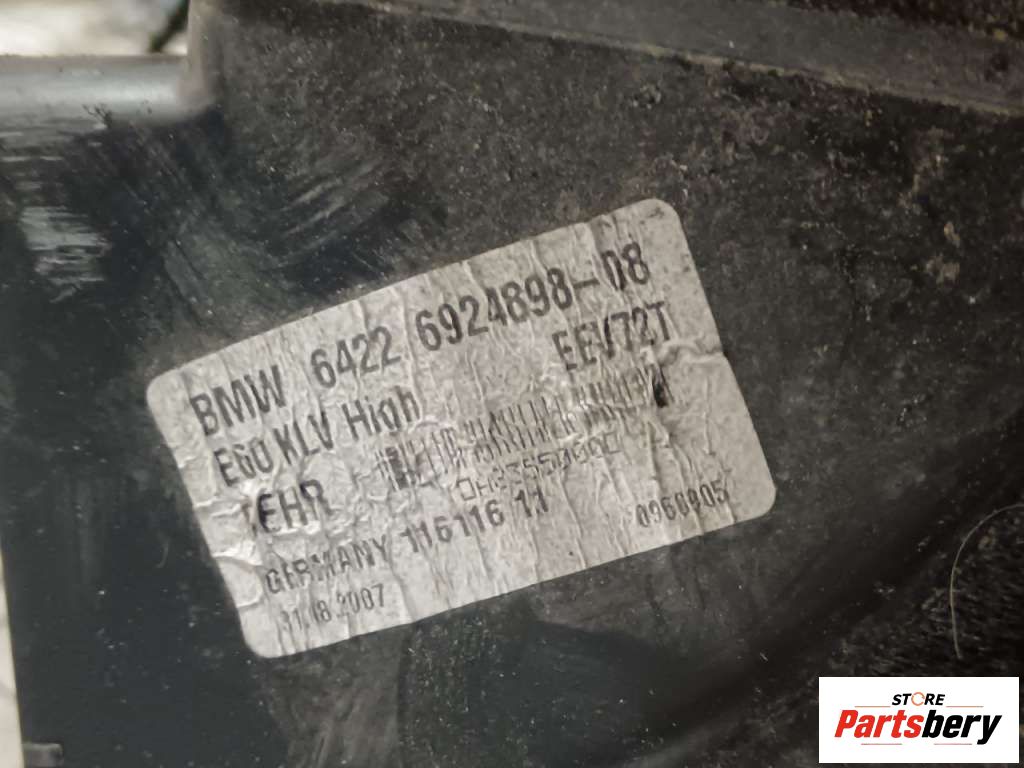 BMW 6422 6924898-08
E60 KLV High EEV72T
BEHR
GERMANY 116116 11 0960905
31.08.2007
STORE
Partsbery